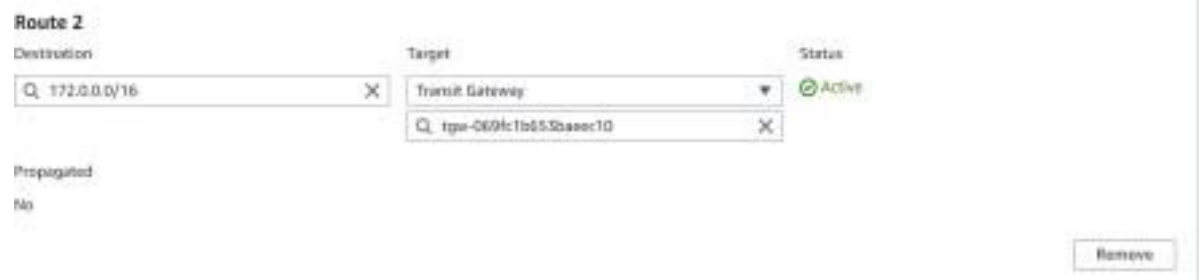 Route 2
Destination
Target
Status
172.0.0.0/16
Transit Gateway
Active
Propagated
No
Remove